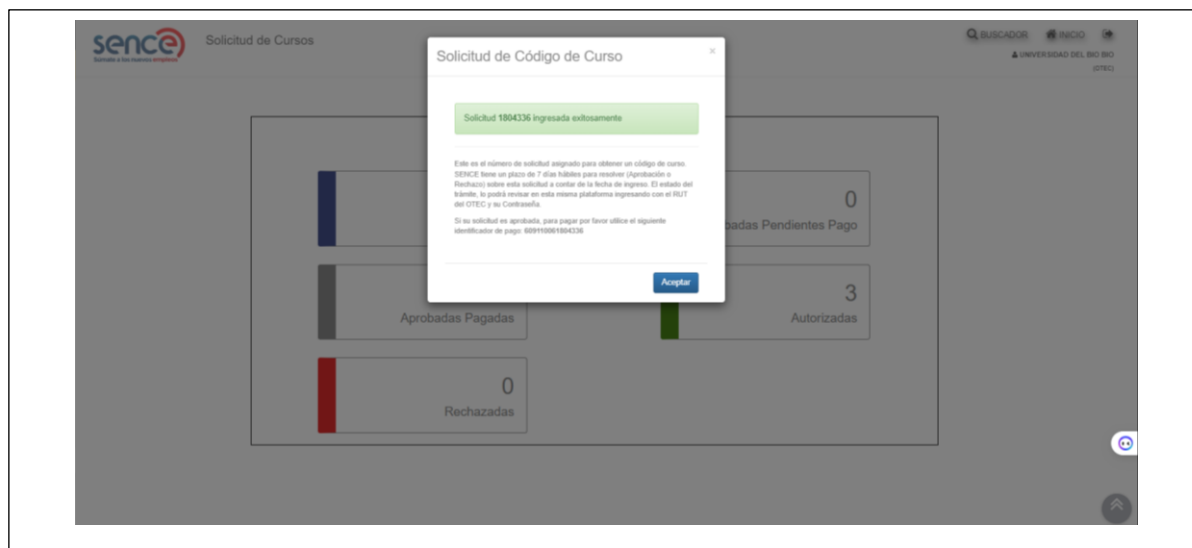 sence
Súmate a los nuevos empleos
Solicitud de Cursos
BUSCADOR INICIO
UNIVERSIDAD DEL BIO BIO
(OTEC)
Solicitud de Código de Curso
×
Solicitud 1804336 ingresada exitosamente
Este es el número de solicitud asignado para obtener un código de curso.
SENCE tiene un plazo de 7 días hábiles para resolver (Aprobación o
Rechazo) sobre esta solicitud a contar de la fecha de ingreso. El estado del
trámite, lo podrá revisar en esta misma plataforma ingresando con el RUT
del OTEC y su Contraseña.
Si su solicitud es aprobada, para pagar por favor utilice el siguiente
identificador de pago:
Aceptar
0
badas Pendientes Pago
Aprobadas Pagadas
3
Autorizadas
0
Rechazadas